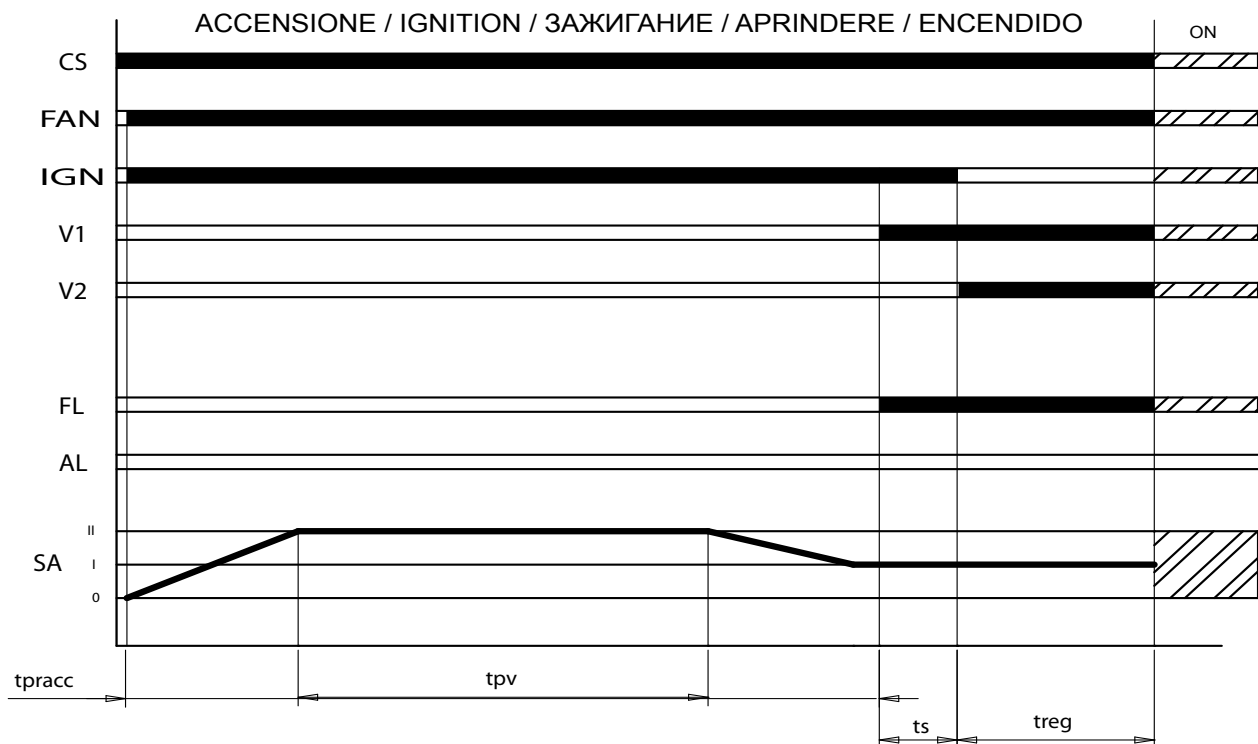 ACCENSIONE / IGNITION / ЗАЖИГАНИЕ / APRINDERE / ENCENDIDO
ON
CS
FAN
IGN
V1
V2
FL
AL
II
SA I
0
tpracc tpv
ts treg